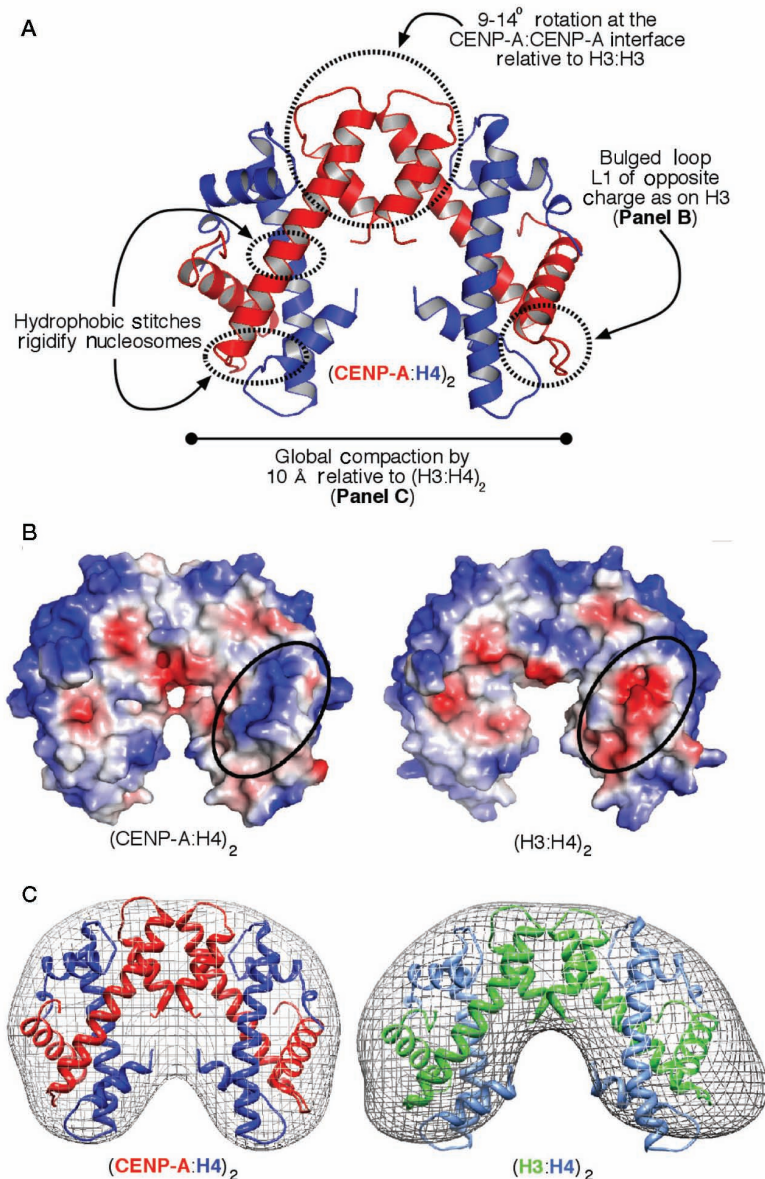 A
9-14° rotation at the
CENP-A:CENP-A interface
relative to H3:H3
Bulged loop
L1 of opposite
charge as on H3
(Panel B)
Hydrophobic stitches
rigidify nucleosomes
(CENP-A:H4)2
Global compaction by
10 Å relative to (H3:H4)2
(Panel C)
B
(CENP-A:H4)2
(H3:H4)2
C
(CENP-A:H4)2
(H3:H4)2